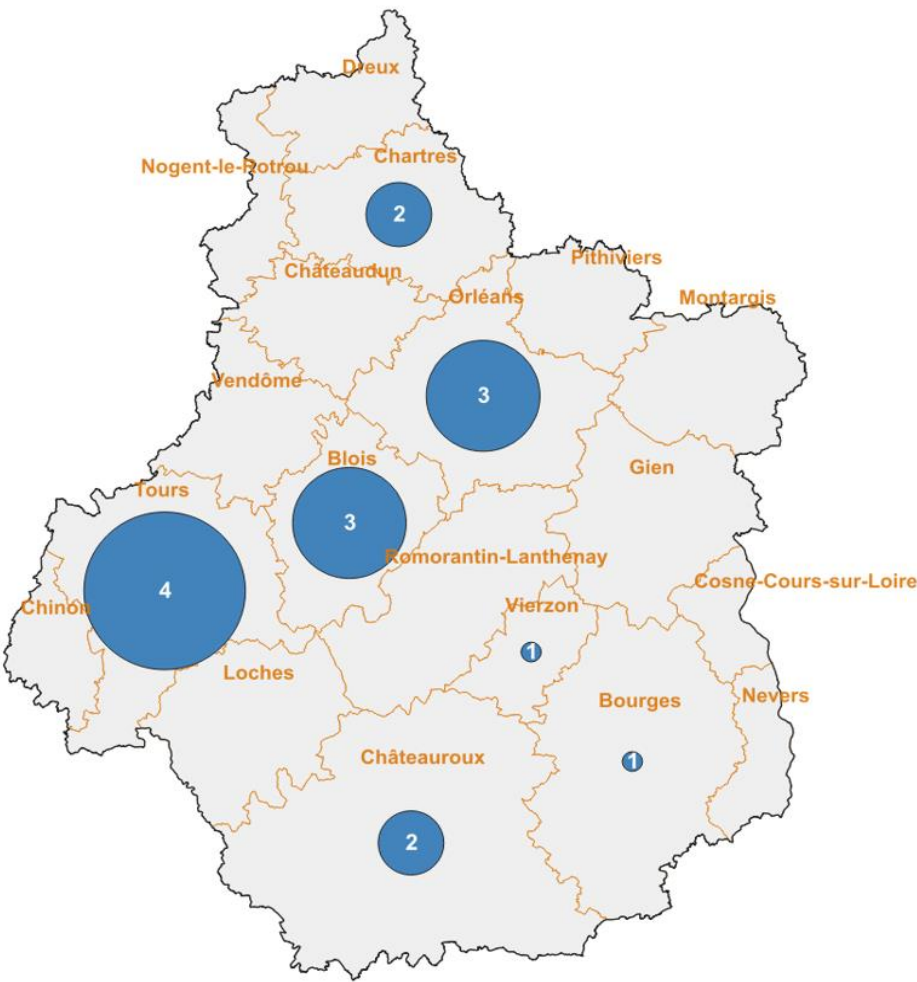 Dreux
Chartres
Nogent-le-Rotrou
2
Pithiviers
Châteaudun
Orléans
Montargis
Vendôme
3
Blois
Gien
Tours
3
Romorantin-Lanthenay
Cosne-Cours-sur-Loire
4
Chinon
Vierzon
1
Loches
Nevers
Bourges
Châteauroux
1
2